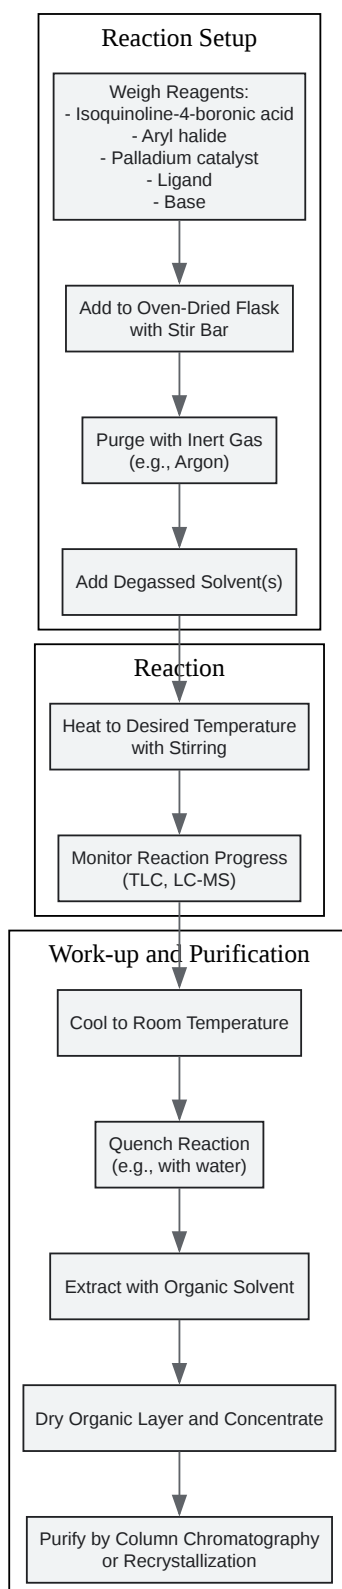 Reaction Setup
Weigh Reagents:
- Isoquinoline-4-boronic acid
- Aryl halide
- Palladium catalyst
- Ligand
- Base
Add to Oven-Dried Flask
with Stir Bar
Purge with Inert Gas
(e.g., Argon)
Add Degassed Solvent(s)
Reaction
Heat to Desired Temperature
with Stirring
Monitor Reaction Progress
(TLC, LC-MS)
Work-up and Purification
Cool to Room Temperature
Quench Reaction
(e.g., with water)
Extract with Organic Solvent
Dry Organic Layer and Concentrate
Purify by Column Chromatography
or Recrystallization